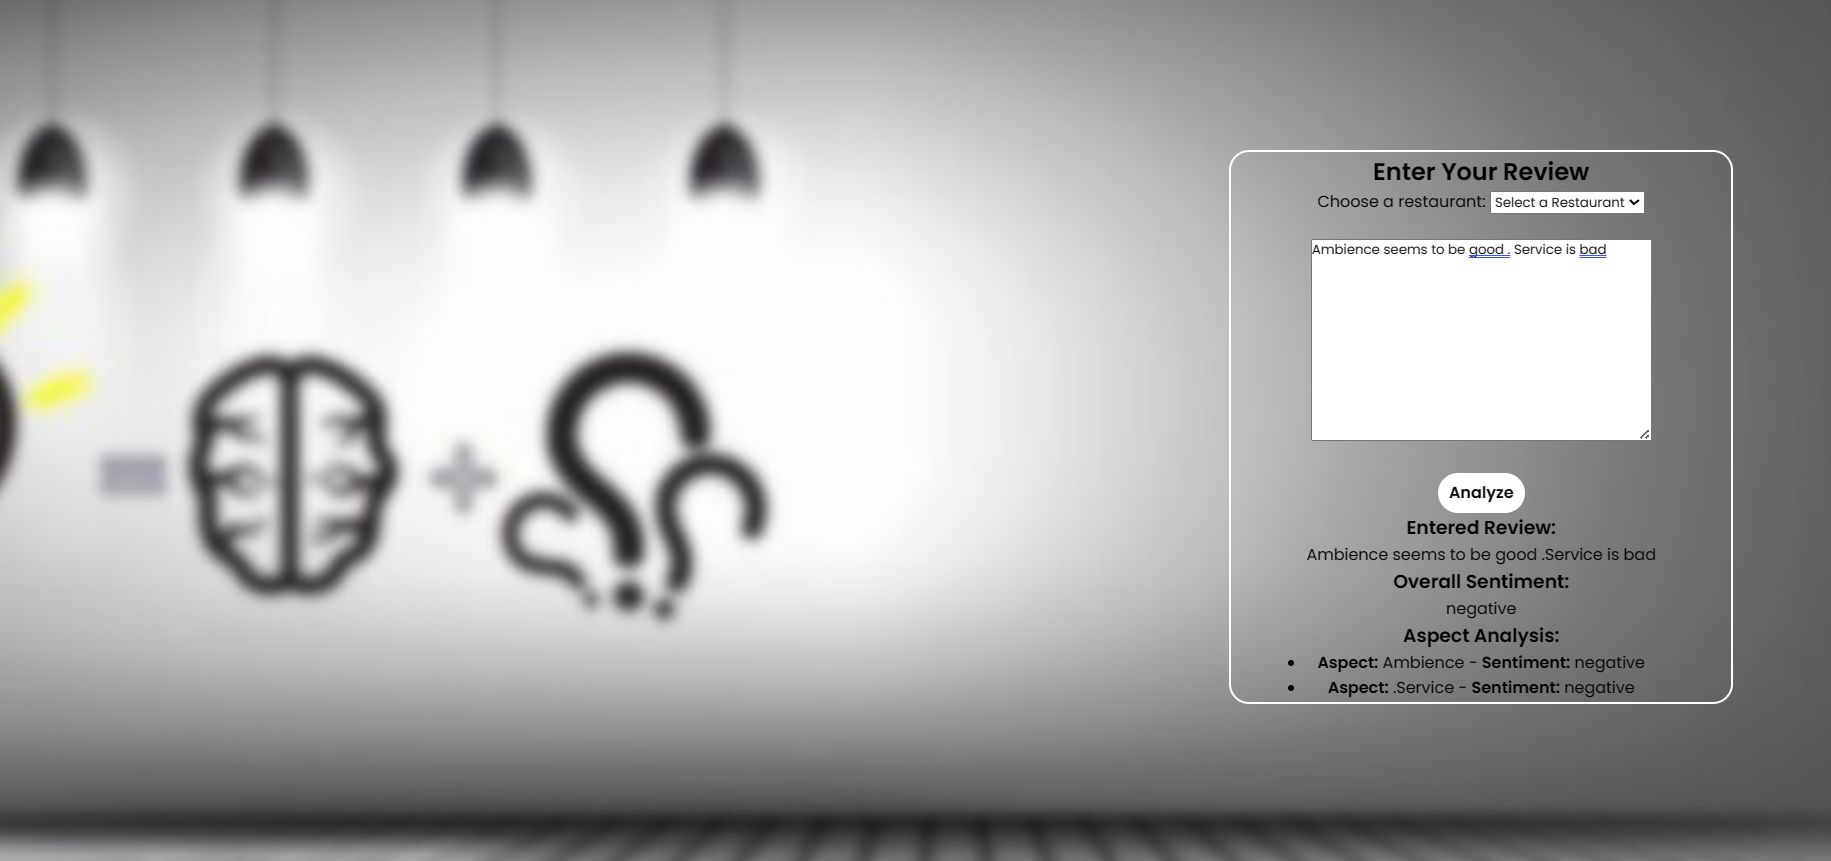 Enter Your Review
Choose a restaurant: Select a Restaurant
Ambience seems to be good . Service is bad
Analyze
Entered Review:
Ambience seems to be good .Service is bad
Overall Sentiment:
negative
Aspect Analysis:
• Aspect: Ambience - Sentiment: negative
• Aspect: .Service - Sentiment: negative